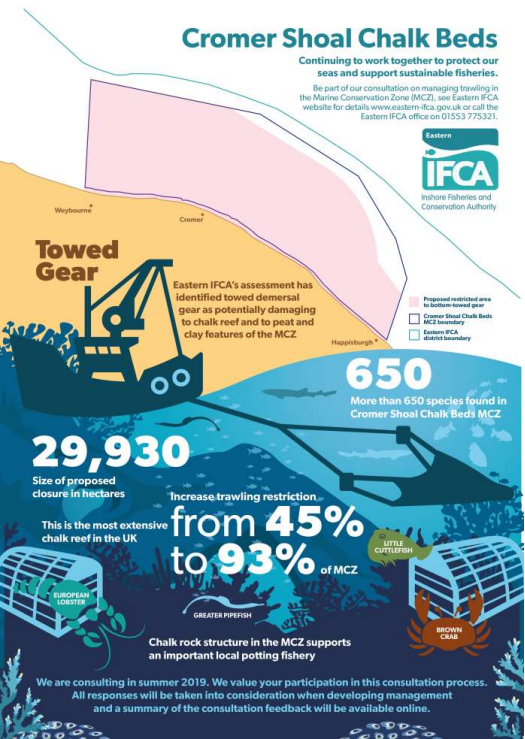 Cromer Shoal Chalk Beds
Continuing to work together to protect our
seas and support sustainable fisheries.
Be part of our consultation on managing trawling in
the Marine Conservation Zone (MCZ), see Eastern IFCA
website for details www.eastern-ifca.gov.uk or call the
Eastern IFCA office on 01553 775321.
Eastern
IFCA
Inshore Fisheries and
Conservation Authority
Weybourne
Cromer
Towed
Gear
Eastern IFCA's assessment has
identified towed demersal
gear as potentially damaging
to chalk reef and to peat and
clay features of the MCZ
Happisburgh
Proposed restricted area
to bottom-towed gear
Cromer Shoal Chalk Beds
MCZ boundary
Eastern IFCA
district boundary
650
More than 650 species found in
Cromer Shoal Chalk Beds MCZ
29,930
Size of proposed
closure in hectares
This is the most extensive
chalk reef in the UK
Increase trawling restriction
from 45%
to 93% of MCZ
LITTLE
CUTTLEFISH
EUROPEAN
LOBSTER
GREATER PIPEFISH
BROWN
CRAB
Chalk rock structure in the MCZ supports
an important local potting fishery
We are consulting in summer 2019. We value your participation in this consultation process.
All responses will be taken into consideration when developing management
and a summary of the consultation feedback will be available online.